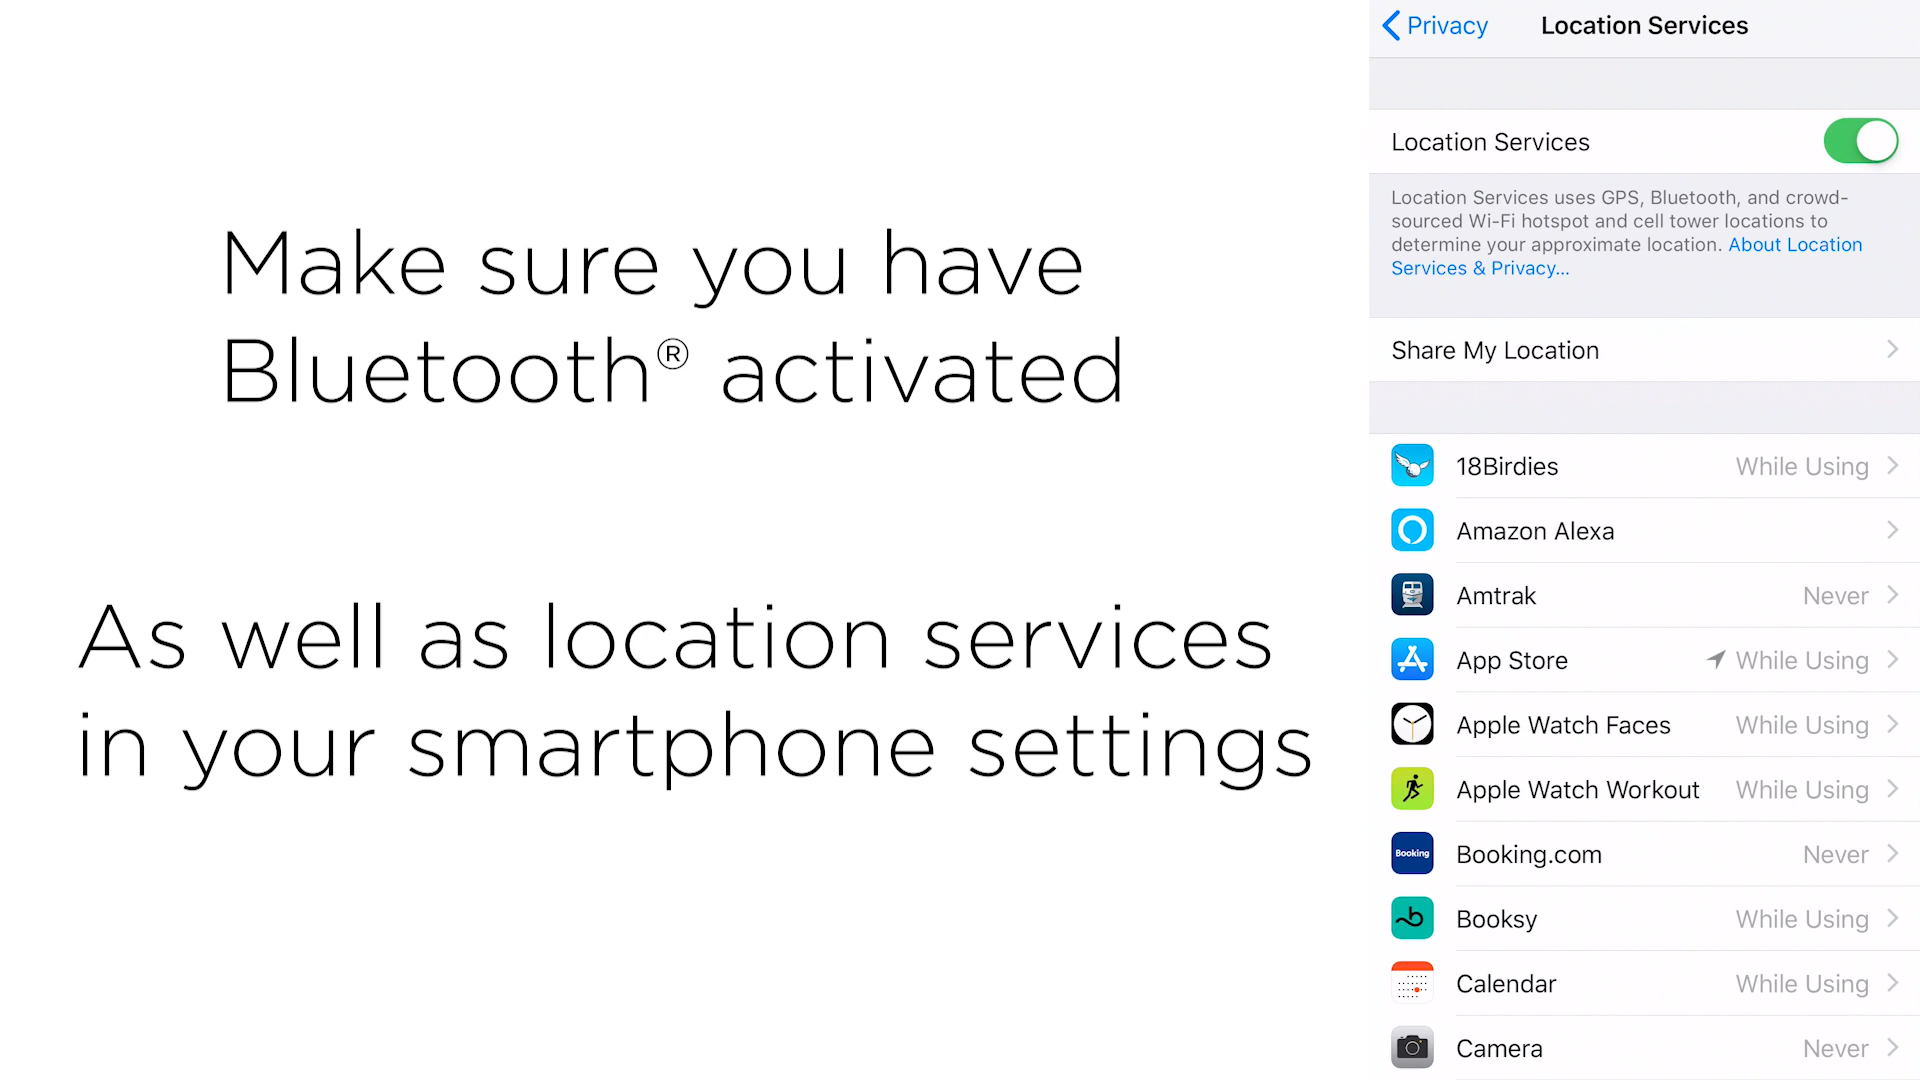 Make sure you have
Bluetooth® activated
As well as location services
in your smartphone settings
Privacy
Location Services
Location Services
Location Services uses GPS, Bluetooth, and crowd-
sourced Wi-Fi hotspot and cell tower locations to
determine your approximate location. About Location
Services & Privacy...
Share My Location
18Birdies While Using
Amazon Alexa
Amtrak Never
App Store While Using
Apple Watch Faces While Using
Apple Watch Workout While Using
Booking
Booking.com Never
Booksy While Using
Calendar While Using
Camera Never